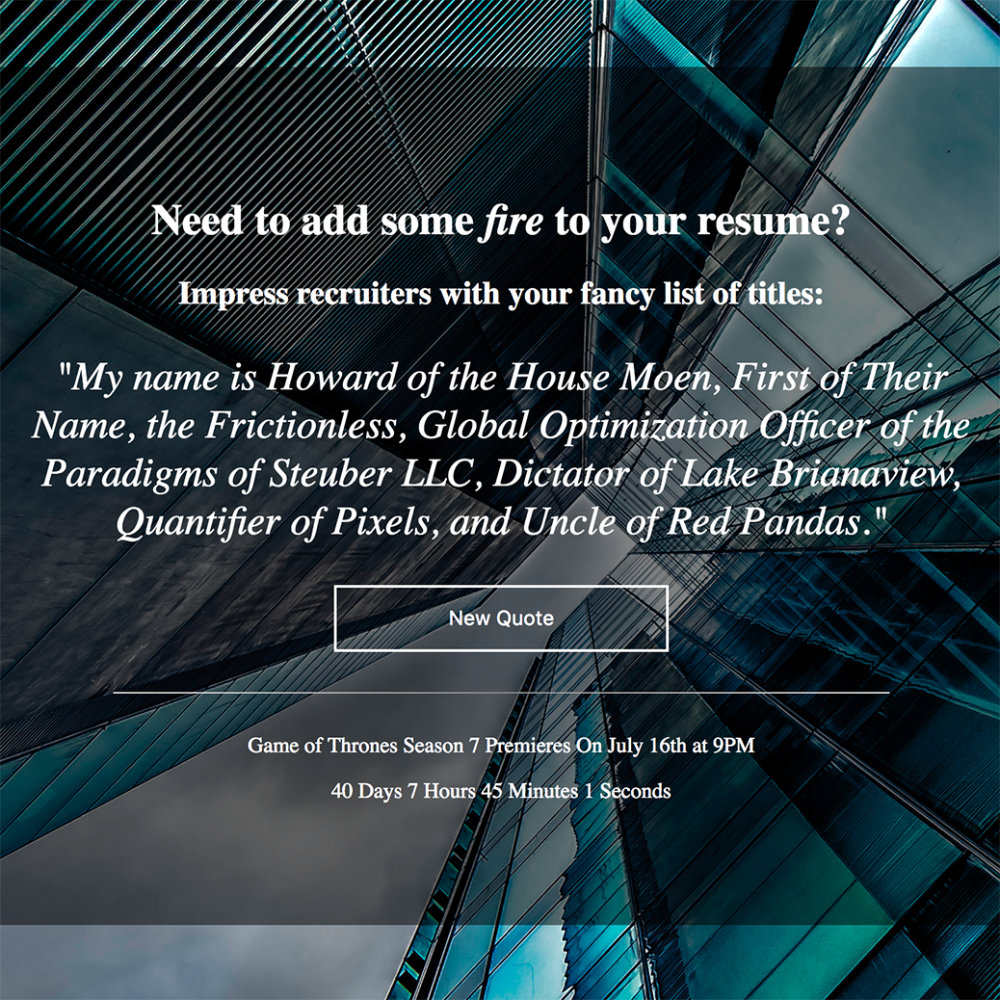 Need to add some fire to your resume?
Impress recruiters with your fancy list of titles:
"My name is Howard of the House Moen, First of Their
Name, the Frictionless, Global Optimization Officer of the
Paradigms of Steuber LLC, Dictator of Lake Brianaview,
Quantifier of Pixels, and Uncle of Red Pandas."
New Quote
Game of Thrones Season 7 Premieres On July 16th at 9PM
40 Days 7 Hours 45 Minutes 1 Seconds